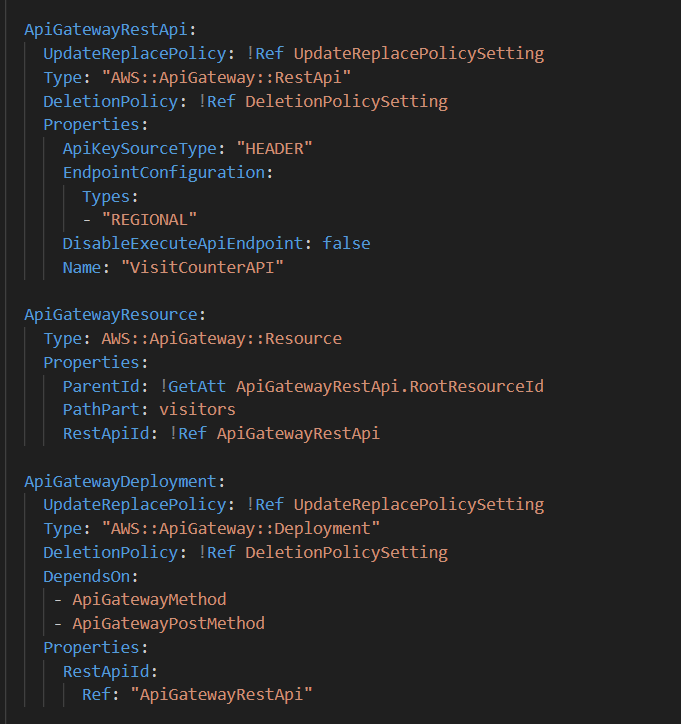 ApiGatewayRestApi:
UpdateReplacePolicy: !Ref UpdateReplacePolicySetting
Type: "AWS::ApiGateway::RestApi"
DeletionPolicy: !Ref DeletionPolicySetting
Properties:
ApiKeySourceType: "HEADER"
EndpointConfiguration:
Types:
- "REGIONAL"
DisableExecuteApiEndpoint: false
Name: "VisitCounterAPI"
ApiGatewayResource:
Type: AWS::ApiGateway::Resource
Properties:
ParentId: !GetAtt ApiGatewayRestApi.RootResourceId
PathPart: visitors
RestApiId: !Ref ApiGatewayRestApi
ApiGatewayDeployment:
UpdateReplacePolicy: !Ref UpdateReplacePolicySetting
Type: "AWS::ApiGateway::Deployment"
DeletionPolicy: !Ref DeletionPolicySetting
DependsOn:
- ApiGatewayMethod
- ApiGatewayPostMethod
Properties:
RestApiId:
Ref: "ApiGatewayRestApi"